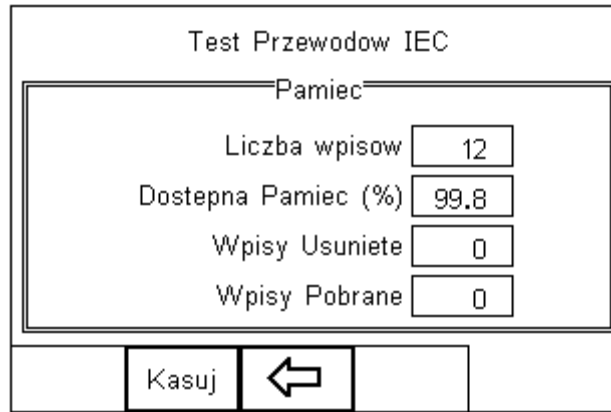 Test Przewodow IEC
Pamiec
Liczba wpisow 12
Dostepna Pamiec (%) 99.8
Wpisy Usuniete 0
Wpisy Pobrane 0
Kasuj